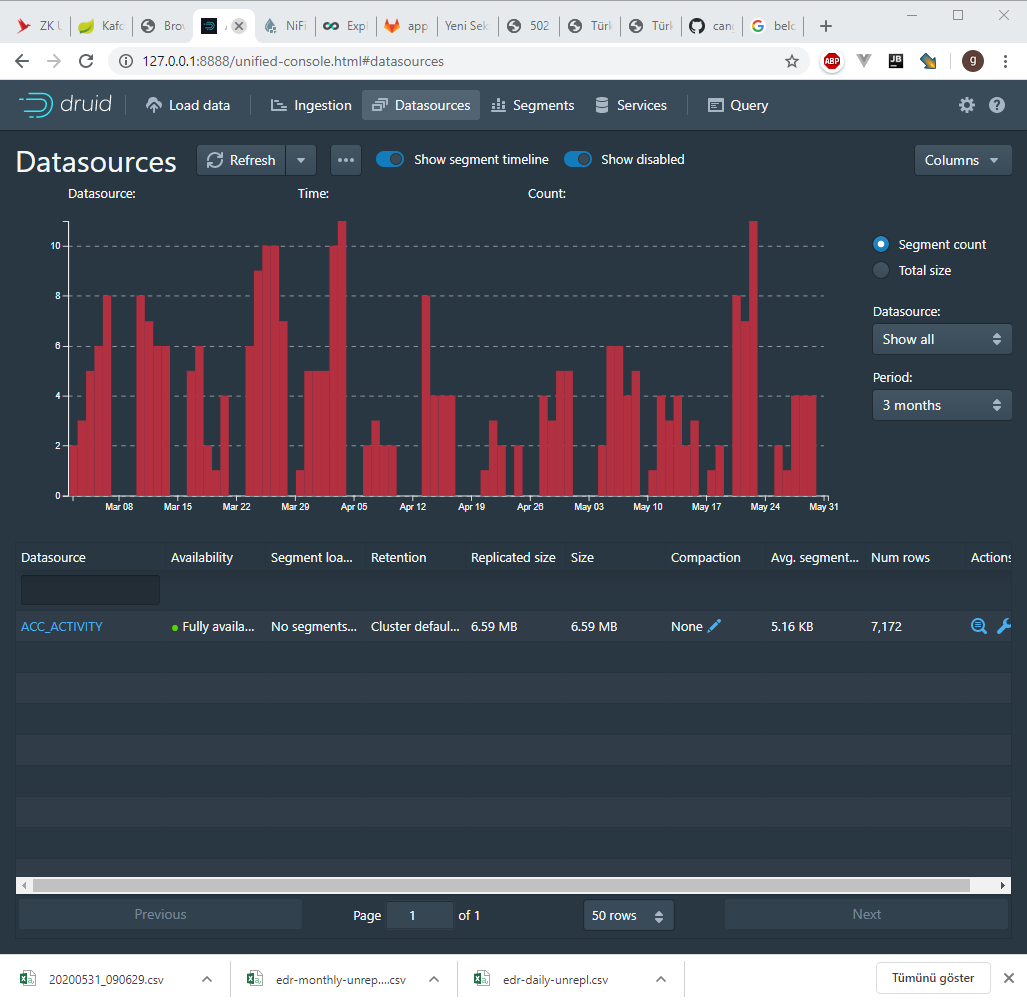 ZK U
Kafd
Brow
NiFi
Expl
app
Yeni Sek
502
Türk
Türk
cang
belo
127.0.0.1:8888/unified-console.html#datasources
ABP
JB
g
druid
Load data
Ingestion
Datasources
Segments
Services
Query
Datasources
Refresh
Show segment timeline
Show disabled
Columns
Datasource:
Time:
Count:
10
8
6
4
2
0
Mar 08
Mar 15
Mar 22
Mar 29
Apr 05
Apr 12
Apr 19
Apr 26
May 03
May 10
May 17
May 24
May 31
Segment count
Total size
Datasource:
Show all
Period:
3 months
Datasource
Availability
Segment loa...
Retention
Replicated size
Size
Compaction
Avg. segment...
Num rows
Actions
ACC_ACTIVITY
Fully availa...
No segments...
Cluster defaul...
6.59 MB
6.59 MB
None
5.16 KB
7,172
Previous
Page
1
of 1
50 rows
Next
20200531_090629.csv
edr-monthly-unrep....csv
edr-daily-unrepl.csv
Tümünü göster